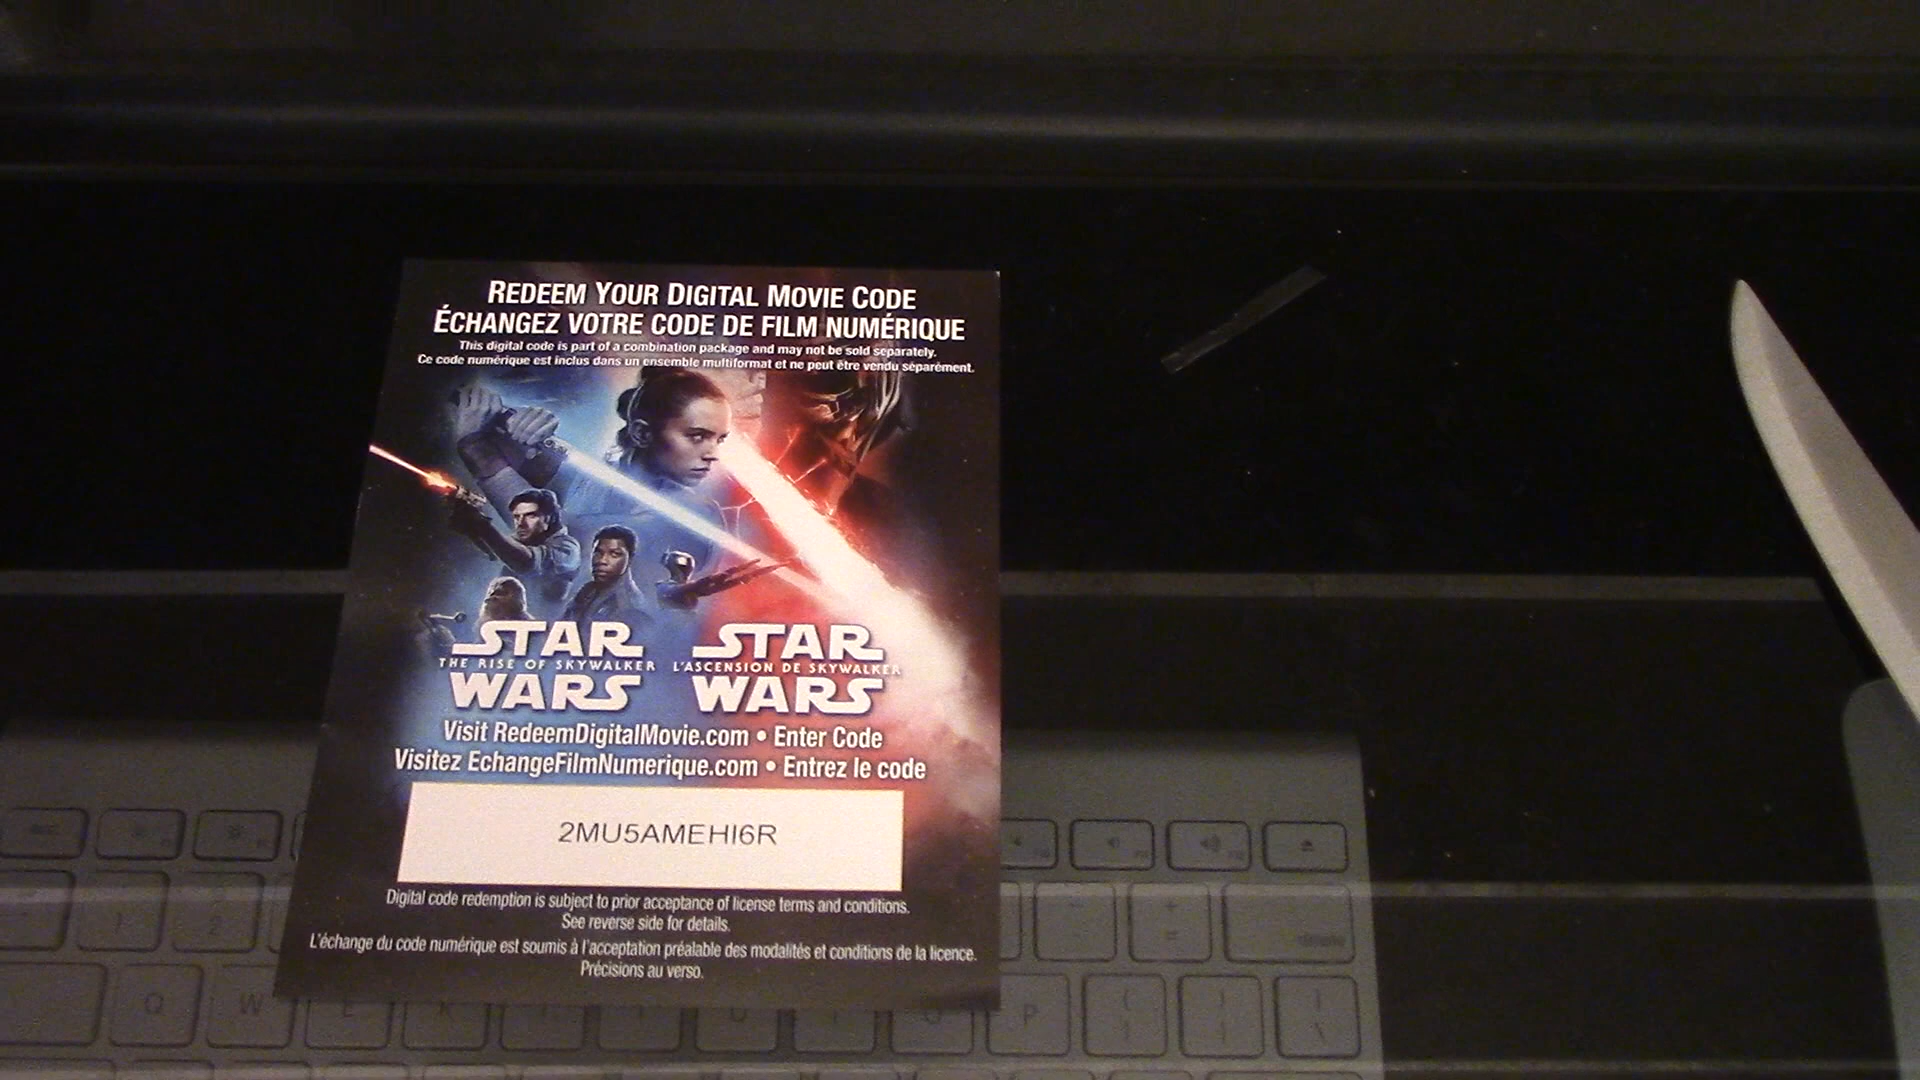 REDEEM YOUR DIGITAL MOVIE CODE
ÉCHANGEZ VOTRE CODE DE FILM NUMÉRIQUE
This digital code is part of a combination package and may not be sold separately.
Ce code numérique est inclus dans un ensemble multiformat et ne peut être vendu séparément.
STAR
THE RISE OF SKYWALKER
WARS
STAR
L'ASCENSION DE SKYWALKER
WARS
Visit RedeemDigitalMovie.com • Enter Code
Visitez EchangeFilmNumerique.com • Entrez le code
2MU5AMEHI6R
Digital code redemption is subject to prior acceptance of license terms and conditions.
See reverse side for details.
L'échange du code numérique est soumis à l'acceptation préalable des modalités et conditions de la licence.
Précisions au verso.
Q W E
P